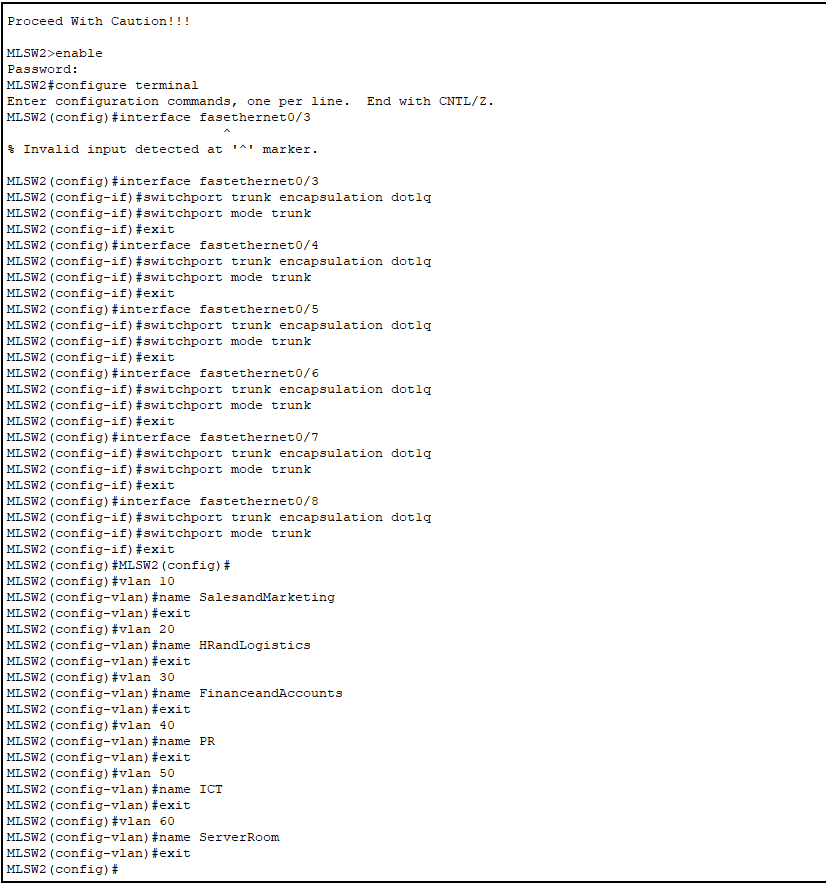 Proceed With Caution!!!
MLSW2>enable
Password:
MLSW2#configure terminal
Enter configuration commands, one per line.  End with CNTL/Z.
MLSW2(config)#interface fasethernet0/3
^
% Invalid input detected at '^' marker.
MLSW2(config)#interface fastethernet0/3
MLSW2(config-if)#switchport trunk encapsulation dot1q
MLSW2(config-if)#switchport mode trunk
MLSW2(config-if)#exit
MLSW2(config)#interface fastethernet0/4
MLSW2(config-if)#switchport trunk encapsulation dot1q
MLSW2(config-if)#switchport mode trunk
MLSW2(config-if)#exit
MLSW2(config)#interface fastethernet0/5
MLSW2(config-if)#switchport trunk encapsulation dot1q
MLSW2(config-if)#switchport mode trunk
MLSW2(config-if)#exit
MLSW2(config)#interface fastethernet0/6
MLSW2(config-if)#switchport trunk encapsulation dot1q
MLSW2(config-if)#switchport mode trunk
MLSW2(config-if)#exit
MLSW2(config)#interface fastethernet0/7
MLSW2(config-if)#switchport trunk encapsulation dot1q
MLSW2(config-if)#switchport mode trunk
MLSW2(config-if)#exit
MLSW2(config)#interface fastethernet0/8
MLSW2(config-if)#switchport trunk encapsulation dot1q
MLSW2(config-if)#switchport mode trunk
MLSW2(config-if)#exit
MLSW2(config)#MLSW2(config)#
MLSW2(config)#vlan 10
MLSW2(config-vlan)#name SalesandMarketing
MLSW2(config-vlan)#exit
MLSW2(config)#vlan 20
MLSW2(config-vlan)#name HRandLogistics
MLSW2(config-vlan)#exit
MLSW2(config)#vlan 30
MLSW2(config-vlan)#name FinanceandAccounts
MLSW2(config-vlan)#exit
MLSW2(config)#vlan 40
MLSW2(config-vlan)#name PR
MLSW2(config-vlan)#exit
MLSW2(config)#vlan 50
MLSW2(config-vlan)#name ICT
MLSW2(config-vlan)#exit
MLSW2(config)#vlan 60
MLSW2(config-vlan)#name ServerRoom
MLSW2(config-vlan)#exit
MLSW2(config)#